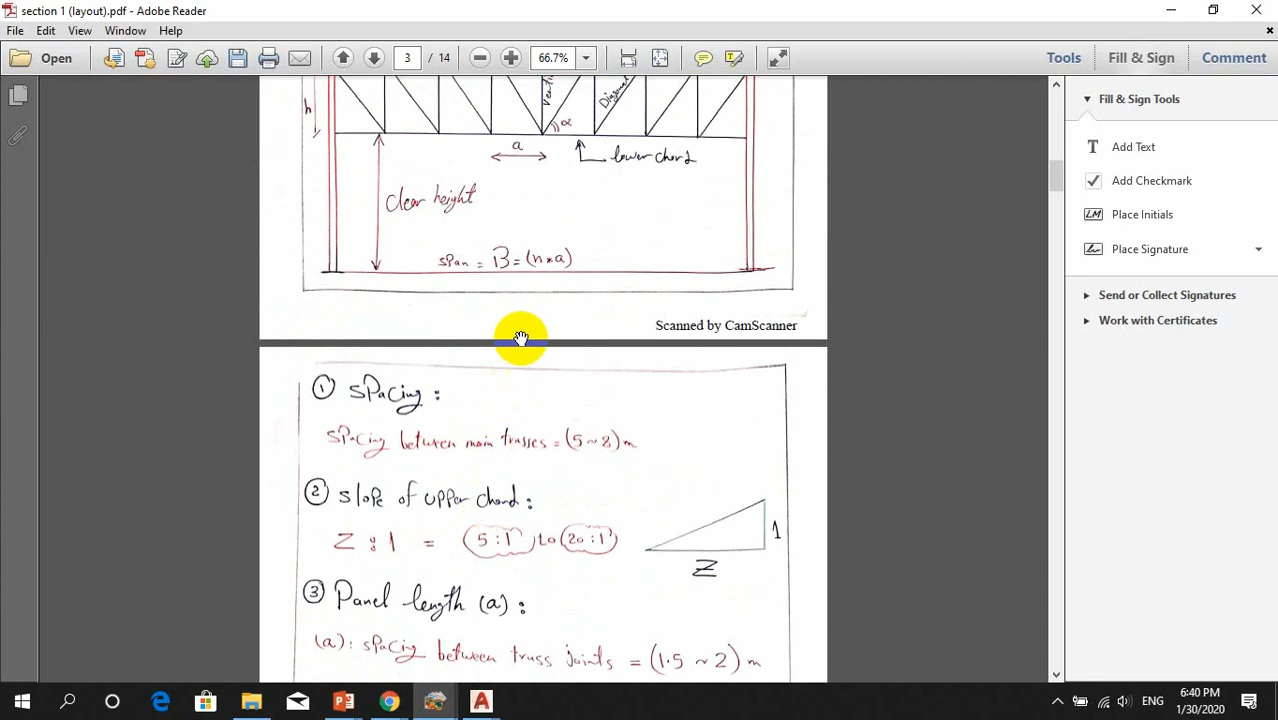 section 1 (layout).pdf - Adobe Reader
File Edit View Window Help
Open 3 / 14 66.7% Tools Fill & Sign Comment
Fill & Sign Tools
Add Text
Add Checkmark
Place Initials
Place Signature
Send or Collect Signatures
Work with Certificates
h
Diagonal
α
a
lower chord
Clear height
span = B = (n*a)
Scanned by CamScanner
① Spacing :
Spacing between main trusses = (5~8) m
② Slope of upper chord :
Z : 1 = (5:1) to (20:1)
1
Z
③ Panel length (a) :
(a) : spacing between truss joints = (1.5 ~ 2) m
ENG
6:40 PM
1/30/2020